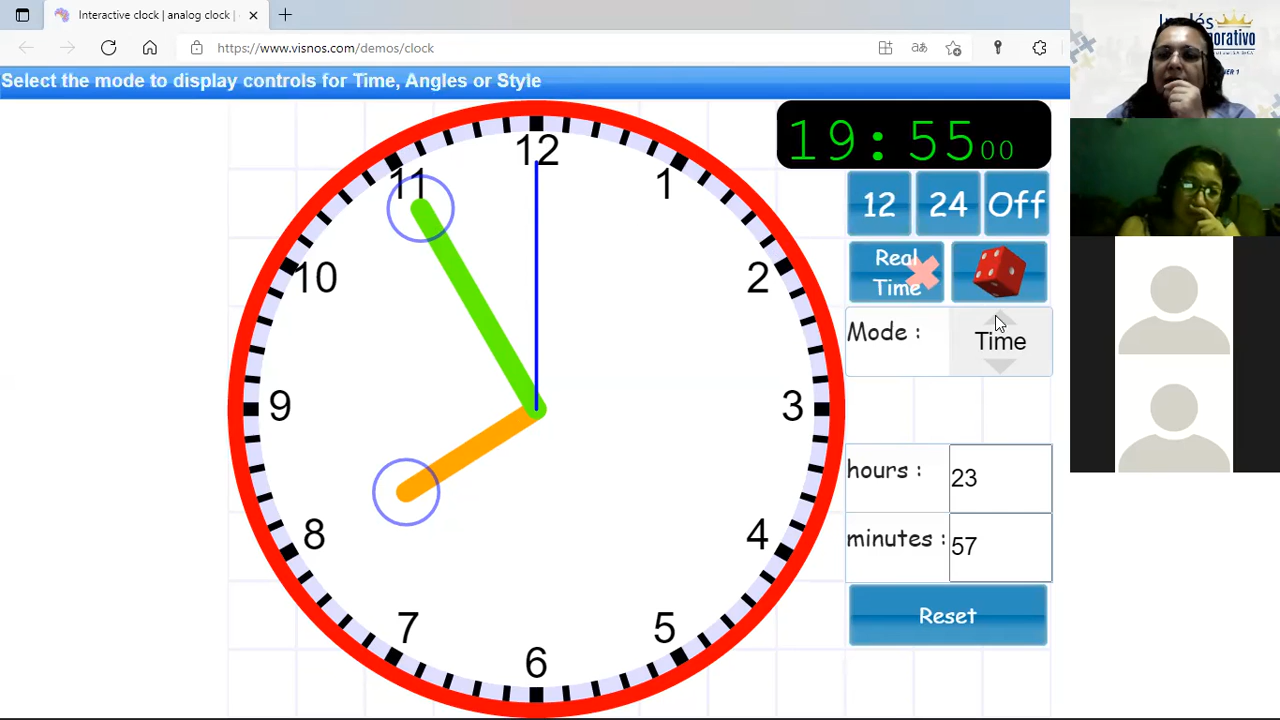 Interactive clock | analog clock |
https://www.visnos.com/demos/clock
Select the mode to display controls for Time, Angles or Style
19:55 00
12 24 Off
Real Time
Mode :
Time
hours :
23
minutes :
57
Reset
12
1
2
3
4
5
6
7
8
9
10
11
Inglés